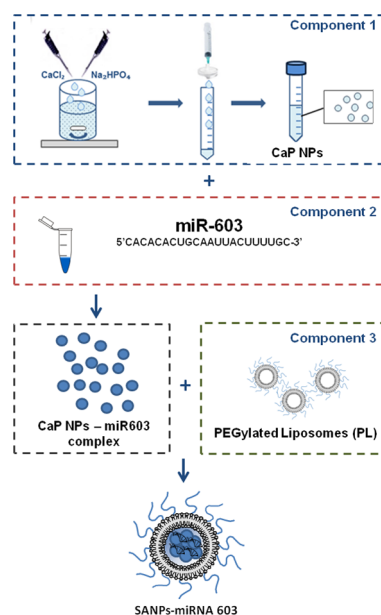 Component 1
CaCl₂ Na₂HPO₄
CaP NPs
+
Component 2
miR-603
5'CACACACUGCAAUUACUUUUGC-3'
Component 3
CaP NPs – miR603
complex
+
PEGylated Liposomes (PL)
SANPs-miRNA 603